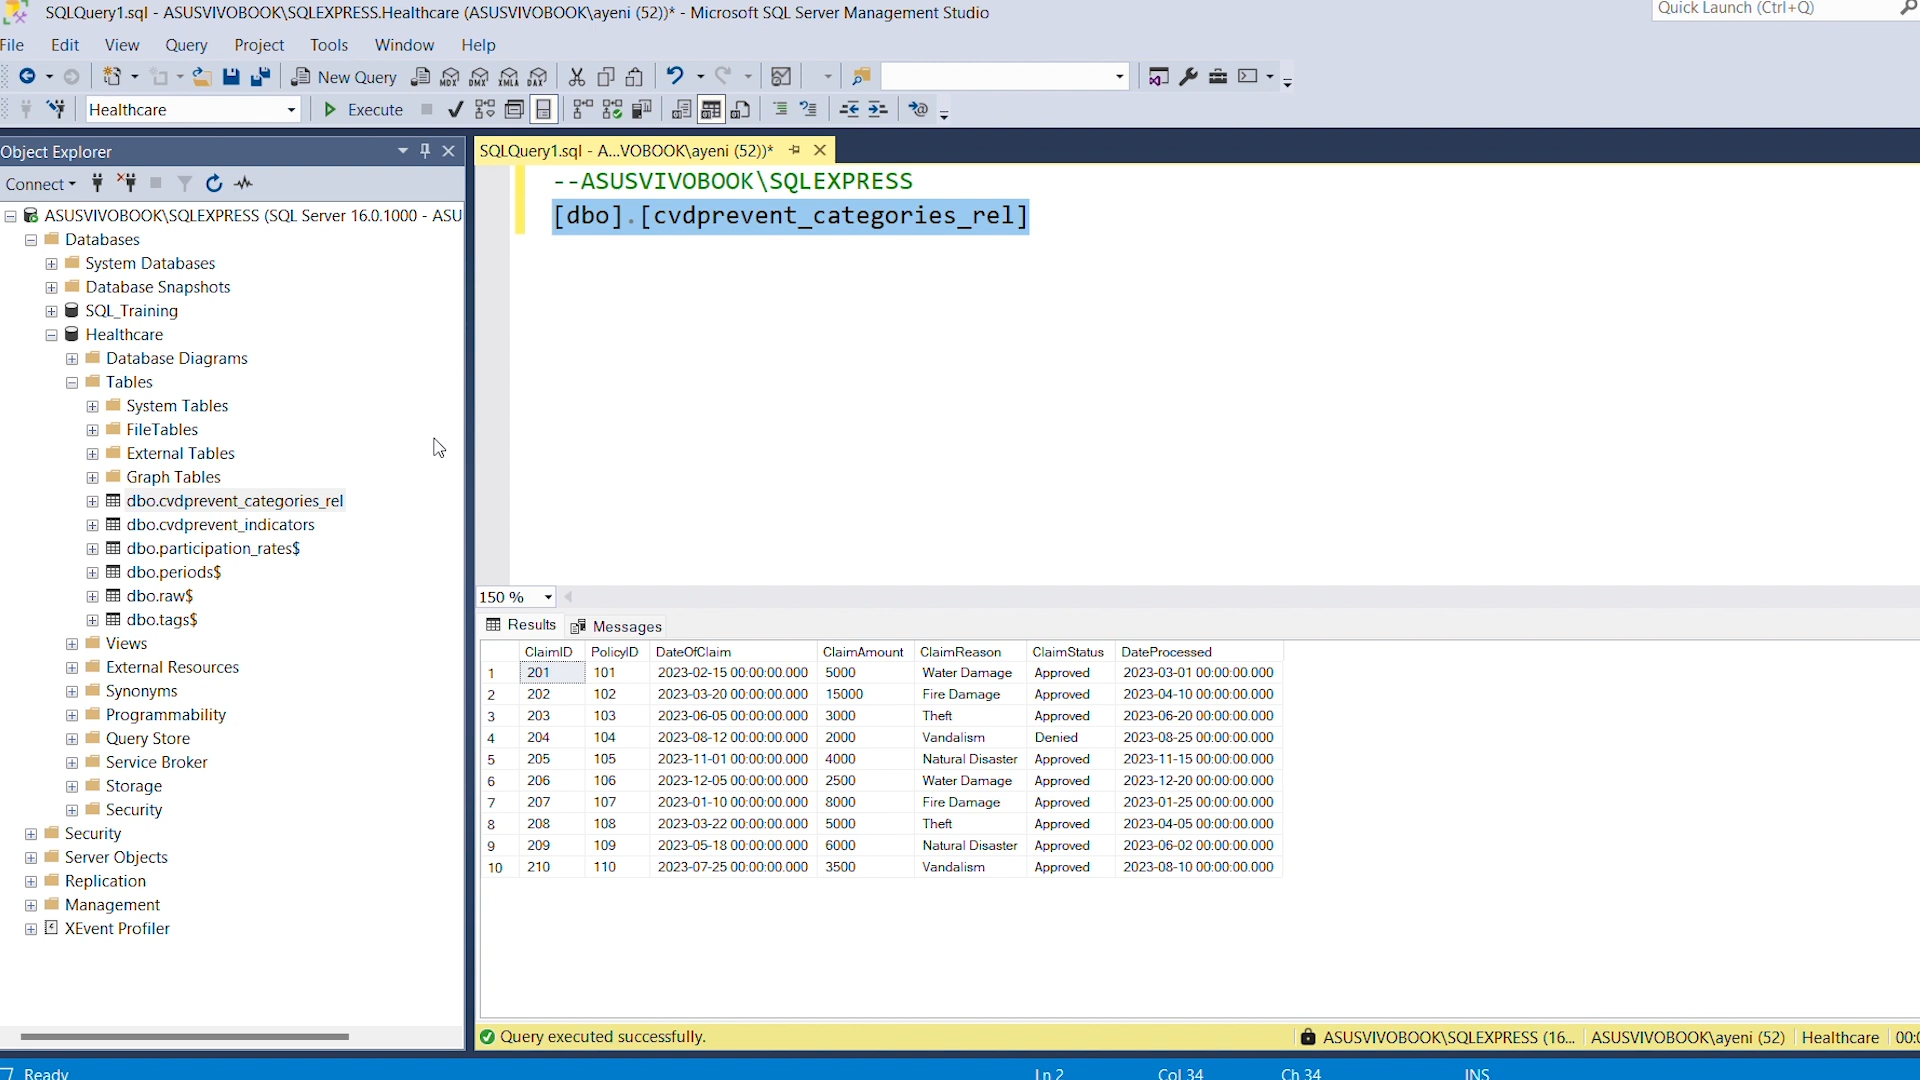 SQLQuery1.sql - ASUSVIVOBOOK\SQLEXPRESS.Healthcare (ASUSVIVOBOOK\ayeni (52))* - Microsoft SQL Server Management Studio
Quick Launch (Ctrl+Q)
File Edit View Query Project Tools Window Help
New Query MDX DMX XMLA DAX
Healthcare Execute
Object Explorer
SQLQuery1.sql - A...VOBOOK\ayeni (52))*
Connect
--ASUSVIVOBOOK\SQLEXPRESS
[dbo].[cvdprevent_categories_rel]
ASUSVIVOBOOK\SQLEXPRESS (SQL Server 16.0.1000 - ASU
Databases
System Databases
Database Snapshots
SQL_Training
Healthcare
Database Diagrams
Tables
System Tables
FileTables
External Tables
Graph Tables
dbo.cvdprevent_categories_rel
dbo.cvdprevent_indicators
dbo.participation_rates$
dbo.periods$
dbo.raw$
dbo.tags$
Views
External Resources
Synonyms
Programmability
Query Store
Service Broker
Storage
Security
Security
Server Objects
Replication
Management
XEvent Profiler
150 %
Results Messages
ClaimID PolicyID DateOfClaim ClaimAmount ClaimReason ClaimStatus DateProcessed
1 201 101 2023-02-15 00:00:00.000 5000 Water Damage Approved 2023-03-01 00:00:00.000
2 202 102 2023-03-20 00:00:00.000 15000 Fire Damage Approved 2023-04-10 00:00:00.000
3 203 103 2023-06-05 00:00:00.000 3000 Theft Approved 2023-06-20 00:00:00.000
4 204 104 2023-08-12 00:00:00.000 2000 Vandalism Denied 2023-08-25 00:00:00.000
5 205 105 2023-11-01 00:00:00.000 4000 Natural Disaster Approved 2023-11-15 00:00:00.000
6 206 106 2023-12-05 00:00:00.000 2500 Water Damage Approved 2023-12-20 00:00:00.000
7 207 107 2023-01-10 00:00:00.000 8000 Fire Damage Approved 2023-01-25 00:00:00.000
8 208 108 2023-03-22 00:00:00.000 5000 Theft Approved 2023-04-05 00:00:00.000
9 209 109 2023-05-18 00:00:00.000 6000 Natural Disaster Approved 2023-06-02 00:00:00.000
10 210 110 2023-07-25 00:00:00.000 3500 Vandalism Approved 2023-08-10 00:00:00.000
Query executed successfully. ASUSVIVOBOOK\SQLEXPRESS (16... ASUSVIVOBOOK\ayeni (52) Healthcare 00:0
Ready Ln 2 Col 34 Ch 34 INS